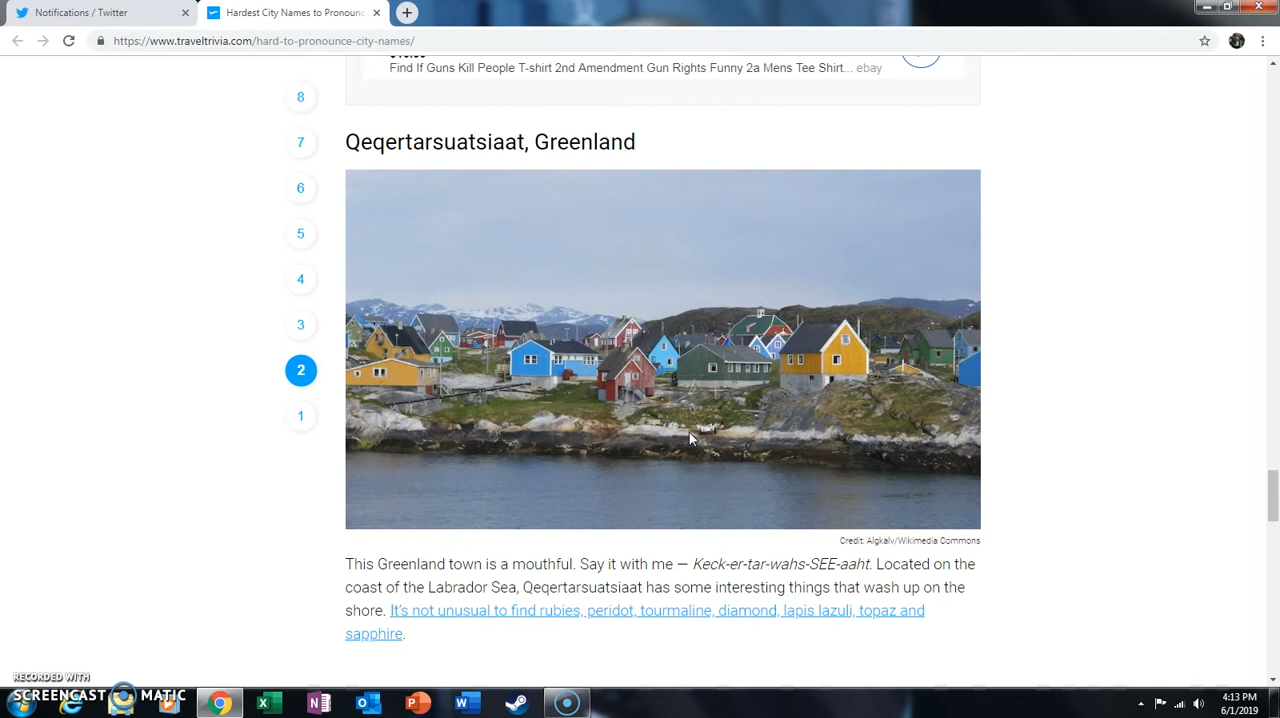 Notifications / Twitter
Hardest City Names to Pronounc
https://www.traveltrivia.com/hard-to-pronounce-city-names/
Find If Guns Kill People T-shirt 2nd Amendment Gun Rights Funny 2a Mens Tee Shirt... ebay
8
Qeqertarsuatsiaat, Greenland
7
6
5
4
3
2
1
Credit: Algkalv/Wikimedia Commons
This Greenland town is a mouthful. Say it with me — Keck-er-tar-wahs-SEE-aaht. Located on the
coast of the Labrador Sea, Qeqertarsuatsiaat has some interesting things that wash up on the
shore. It's not unusual to find rubies, peridot, tourmaline, diamond, lapis lazuli, topaz and
sapphire.
RECORDED WITH
SCREENCAST MATIC
4:13 PM
6/1/2019